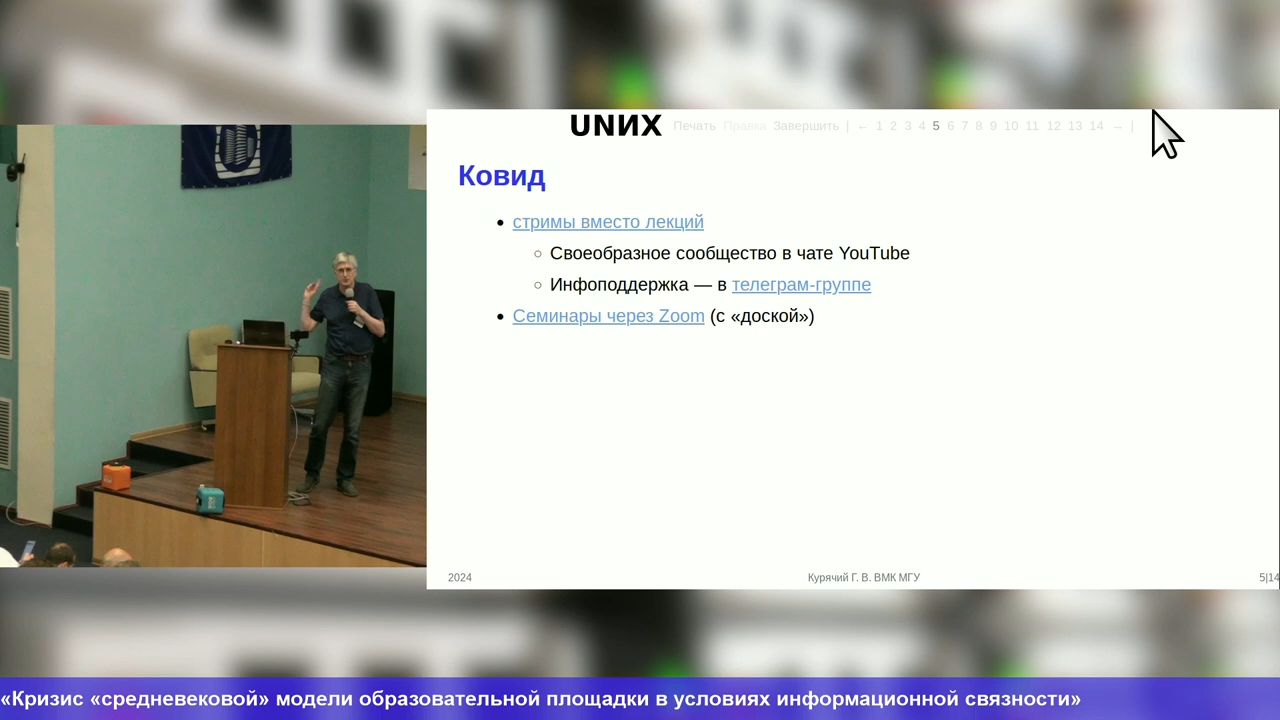 UNИX Печать Правка Завершить | ← 1 2 3 4 5 6 7 8 9 10 11 12 13 14 → |
Ковид
• стримы вместо лекций
○ Своеобразное сообщество в чате YouTube
○ Инфоподдержка — в телеграм-группе
• Семинары через Zoom (с «доской»)
2024 Курячий Г. В. ВМК МГУ 5|14
«Кризис «средневековой» модели образовательной площадки в условиях информационной связности»